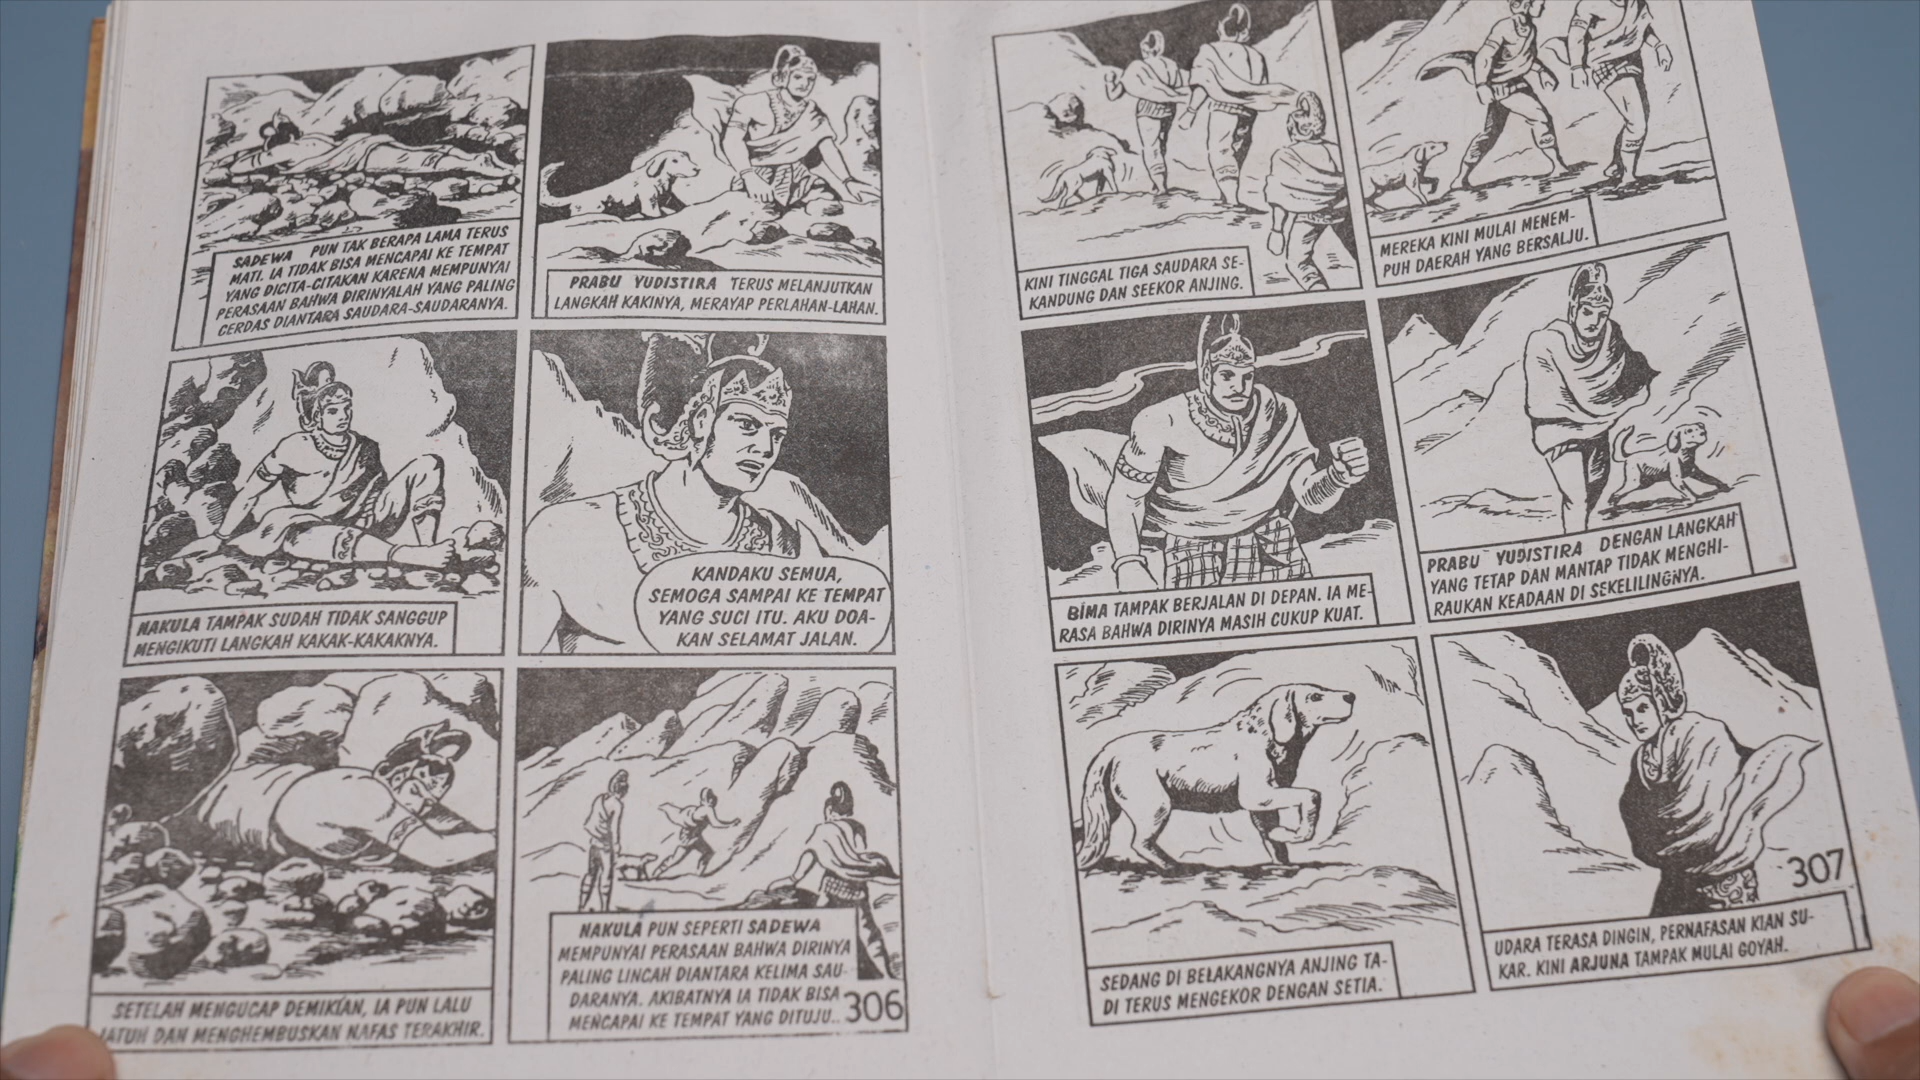 SADEWA PUN TAK BERAPA LAMA TERUS
MATI. IA TIDAK BISA MENCAPAI KE TEMPAT
YANG DICITA-CITAKAN KARENA MEMPUNYAI
PERASAAN BAHWA DIRINYALAH YANG PALING
CERDAS DIANTARA SAUDARA-SAUDARANYA.
PRABU YUDISTIRA TERUS MELANJUTKAN
LANGKAH KAKINYA, MERAYAP PERLAHAN-LAHAN.
NAKULA TAMPAK SUDAH TIDAK SANGGUP
MENGIKUTI LANGKAH KAKAK-KAKAKNYA.
KANDAKU SEMUA,
SEMOGA SAMPAI KE TEMPAT
YANG SUCI ITU. AKU DOA-
KAN SELAMAT JALAN.
SETELAH MENGUCAP DEMIKIAN, IA PUN LALU
JATUH DAN MENGHEMBUSKAN NAFAS TERAKHIR.
NAKULA PUN SEPERTI SADEWA
MEMPUNYAI PERASAAN BAHWA DIRINYA
PALING LINCAH DIANTARA KELIMA SAU-
DARANYA. AKIBATNYA IA TIDAK BISA
MENCAPAI KE TEMPAT YANG DITUJU..
306
KINI TINGGAL TIGA SAUDARA SE-
KANDUNG DAN SEEKOR ANJING.
MEREKA KINI MULAI MENEM-
PUH DAERAH YANG BERSALJU.
BIMA TAMPAK BERJALAN DI DEPAN. IA ME-
RASA BAHWA DIRINYA MASIH CUKUP KUAT.
PRABU YUDISTIRA DENGAN LANGKAH
YANG TETAP DAN MANTAP TIDAK MENGHI-
RAUKAN KEADAAN DI SEKELILINGNYA.
SEDANG DI BELAKANGNYA ANJING TA-
DI TERUS MENGEKOR DENGAN SETIA.
307
UDARA TERASA DINGIN, PERNAFASAN KIAN SU-
KAR. KINI ARJUNA TAMPAK MULAI GOYAH.